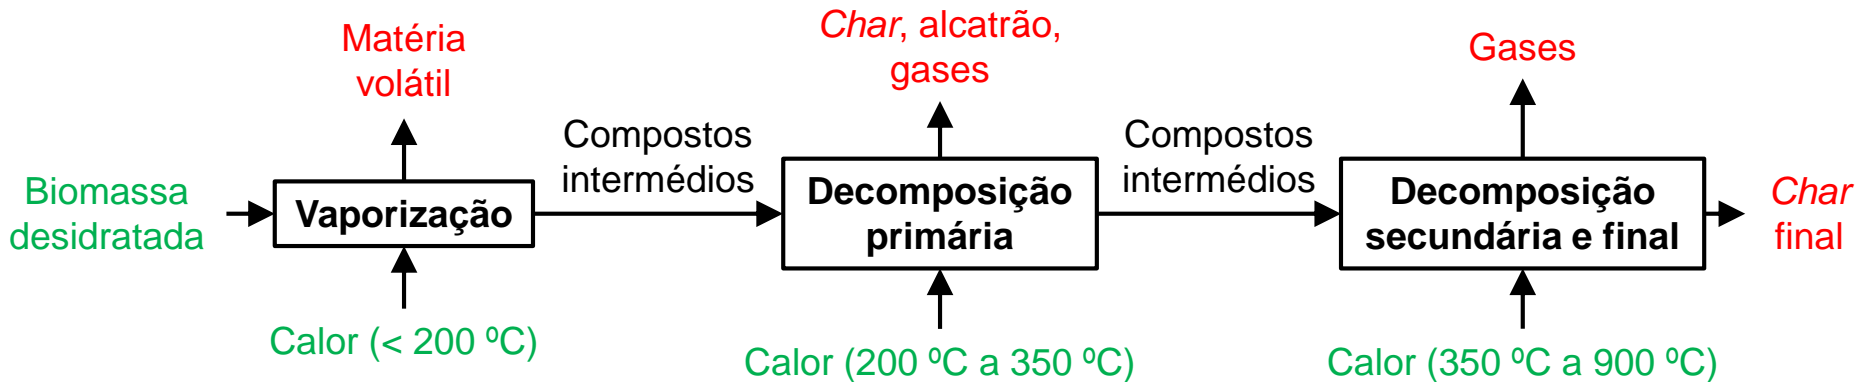 Biomassa
desidratada
Matéria
volátil
Vaporização
Calor (< 200 ºC)
Compostos
intermédios
Char, alcatrão,
gases
Decomposição
primária
Calor (200 ºC a 350 ºC)
Compostos
intermédios
Gases
Decomposição
secundária e final
Calor (350 ºC a 900 ºC)
Char
final